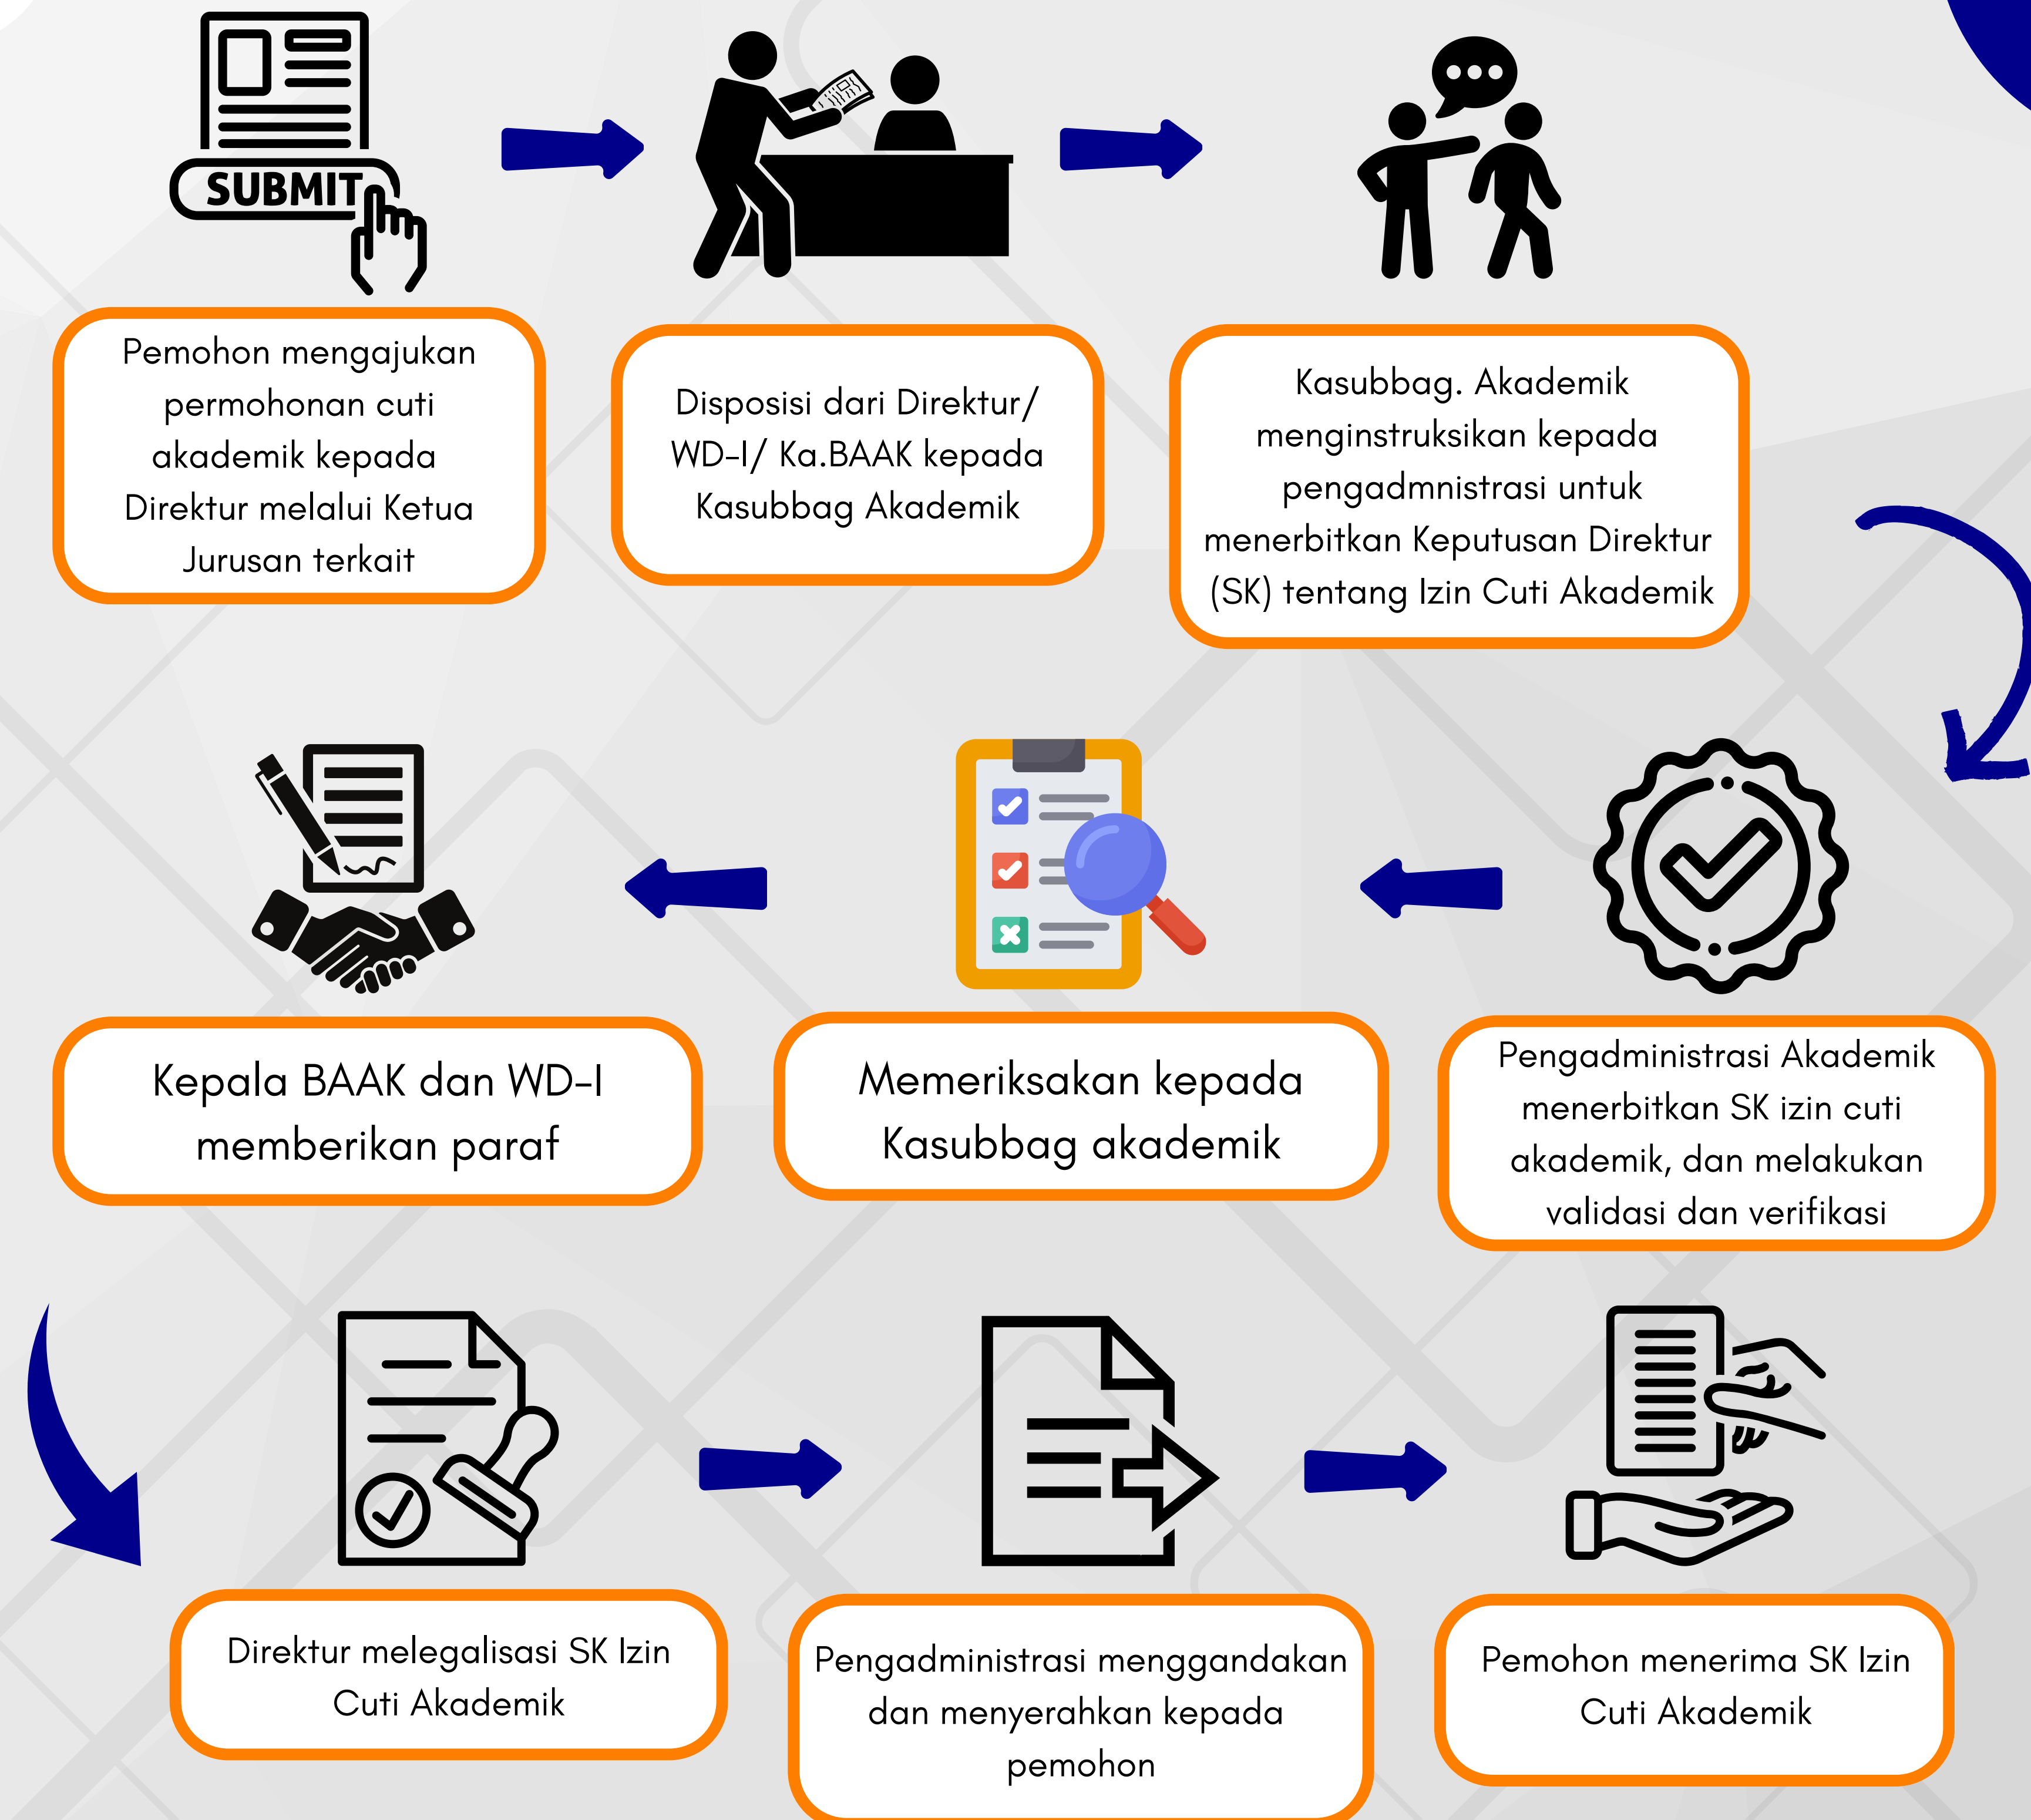 SUBMIT
Pemohon mengajukan
permohonan cuti
akademik kepada
Direktur melalui Ketua
Jurusan terkait
Disposisi dari Direktur/
WD-I/ Ka.BAAK kepada
Kasubbag Akademik
Kasubbag. Akademik
menginstruksikan kepada
pengadmnistrasi untuk
menerbitkan Keputusan Direktur
(SK) tentang Izin Cuti Akademik
Pengadministrasi Akademik
menerbitkan SK izin cuti
akademik, dan melakukan
validasi dan verifikasi
Memeriksakan kepada
Kasubbag akademik
Kepala BAAK dan WD-I
memberikan paraf
Direktur melegalisasi SK Izin
Cuti Akademik
Pengadministrasi menggandakan
dan menyerahkan kepada
pemohon
Pemohon menerima SK Izin
Cuti Akademik